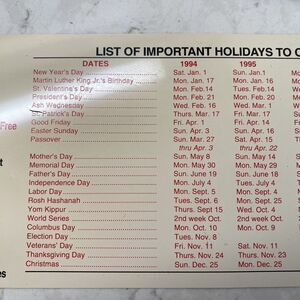 LIST OF IMPORTANT HOLIDAYS TO
DATES 1994 1995
New Year's Day Sat. Jan. 1 Sun. Jan. 1
Martin Luther King Jr.'s Birthday Mon. Jan. 17 Mon. Jan.
St. Valentine's Day Mon. Feb. 14 Tues. Feb. 14
President's Day Mon. Feb. 21 Mon. Feb. 20
Ash Wednesday Wed. Feb. 16 Wed. Mar. 1
St. Patrick's Day Thurs. Mar. 17 Fri. Mar. 17
Free Good Friday Fri. Apr. 1 Fri. Apr. 14
Easter Sunday Sun. Apr. 3 Sun. Apr. 16
Passover Sun. Mar. 27 Sat. Apr. 15
thru Apr. 3 thru Apr. 22
Mother's Day Sun. May 8 Sun. May
Memorial Day Mon. May 30 Mon. May 29
Father's Day Sun. June 19 Sun. June 18
Independence Day Mon. July 4 Tues. July 4
Labor Day Mon. Sept. 5 Mon. Sept.
Rosh Hashanah Tues. Sept. 6 Mon. Sept.
Yom Kippur Thurs. Sept. 15 Wed. Oct. 4
World Series 2nd week Oct. 2nd week Oct.
Columbus Day Mon. Oct. 10 Mon. Oct. 9
Election Day Tues. Nov. 8
Veterans' Day Fri. Nov. 11 Sat. Nov.
Thanksgiving Day Thurs. Nov. 24 Thurs. Nov. 23
Christmas Sun. Dec. 25 Mon. Dec. 25